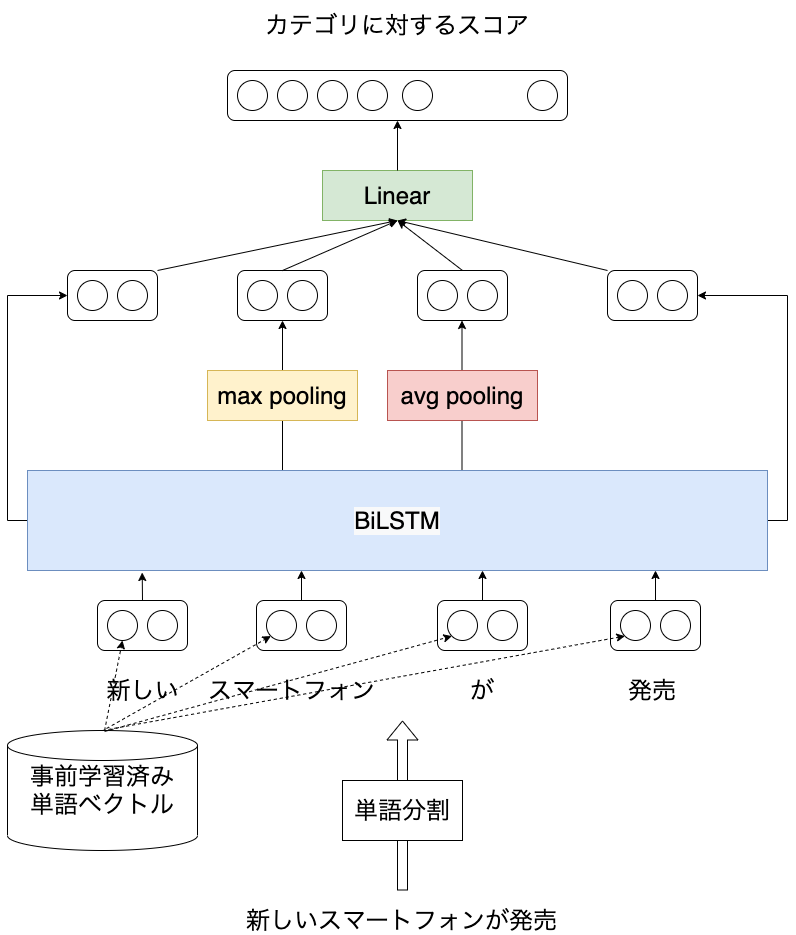 カテゴリに対するスコア
Linear
max pooling
avg pooling
BiLSTM
新しい
スマートフォン
が
発売
事前学習済み
単語ベクトル
単語分割
新しいスマートフォンが発売